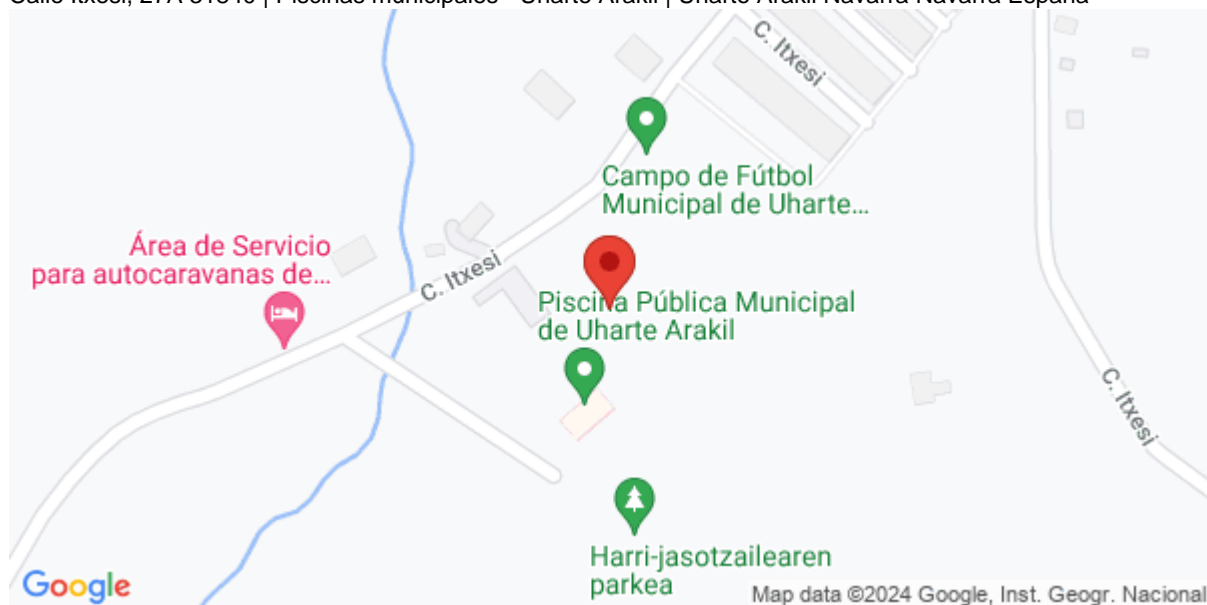 C. Itxesi
Campo de Fútbol
Municipal de Uharte...
Área de Servicio
para autocaravanas de...
C. Itxesi
Piscina Pública Municipal
de Uharte Arakil
C. Itxesi
Harri-jasotzailearen
parkea
Google
Map data ©2024 Google, Inst. Geogr. Nacional